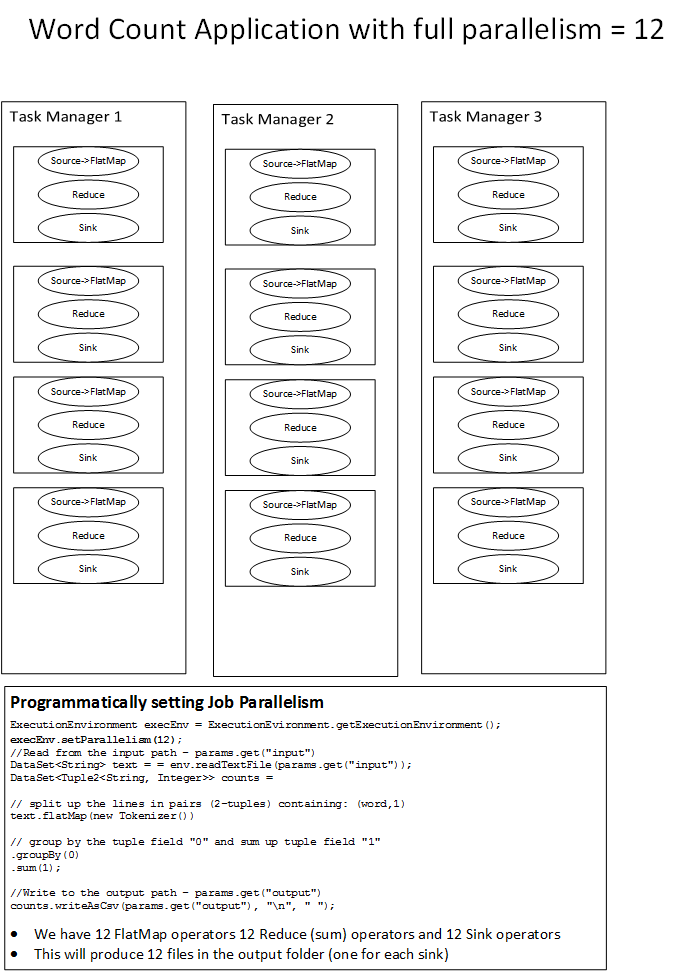 Word Count Application with full parallelism = 12
Task Manager 1
Source->FlatMap
Reduce
Sink
Source->FlatMap
Reduce
Sink
Source->FlatMap
Reduce
Sink
Source->FlatMap
Reduce
Sink
Task Manager 2
Source->FlatMap
Reduce
Sink
Source->FlatMap
Reduce
Sink
Source->FlatMap
Reduce
Sink
Source->FlatMap
Reduce
Sink
Task Manager 3
Source->FlatMap
Reduce
Sink
Source->FlatMap
Reduce
Sink
Source->FlatMap
Reduce
Sink
Source->FlatMap
Reduce
Sink
Programmatically setting Job Parallelism
ExecutionEnvironment execEnv = ExecutionEvironment.getExecutionEnvironment();
execEnv.setParallelism(12);
//Read from the input path - params.get("input")
DataSet<String> text = = env.readTextFile(params.get("input"));
DataSet<Tuple2<String, Integer>> counts =
// split up the lines in pairs (2-tuples) containing: (word,1)
text.flatMap(new Tokenizer())
// group by the tuple field "0" and sum up tuple field "1"
.groupBy(0)
.sum(1);
//Write to the output path - params.get("output")
counts.writeAsCsv(params.get("output"), "\n", " ");
• We have 12 FlatMap operators 12 Reduce (sum) operators and 12 Sink operators
• This will produce 12 files in the output folder (one for each sink)